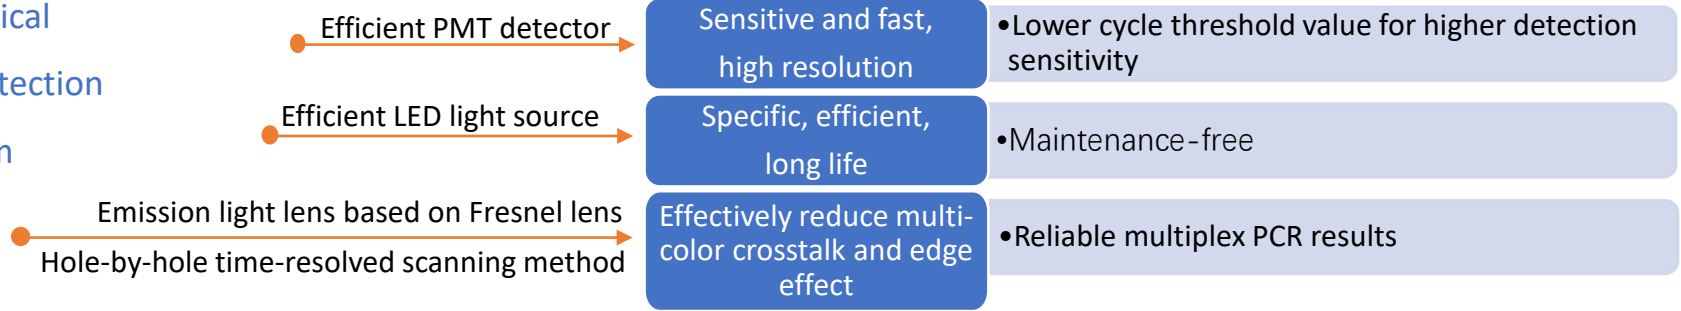 ical
tection
n
Efficient PMT detector
Sensitive and fast,
high resolution
•Lower cycle threshold value for higher detection
sensitivity
Efficient LED light source
Specific, efficient,
long life
•Maintenance-free
Emission light lens based on Fresnel lens
Hole-by-hole time-resolved scanning method
Effectively reduce multi-
color crosstalk and edge
effect
•Reliable multiplex PCR results